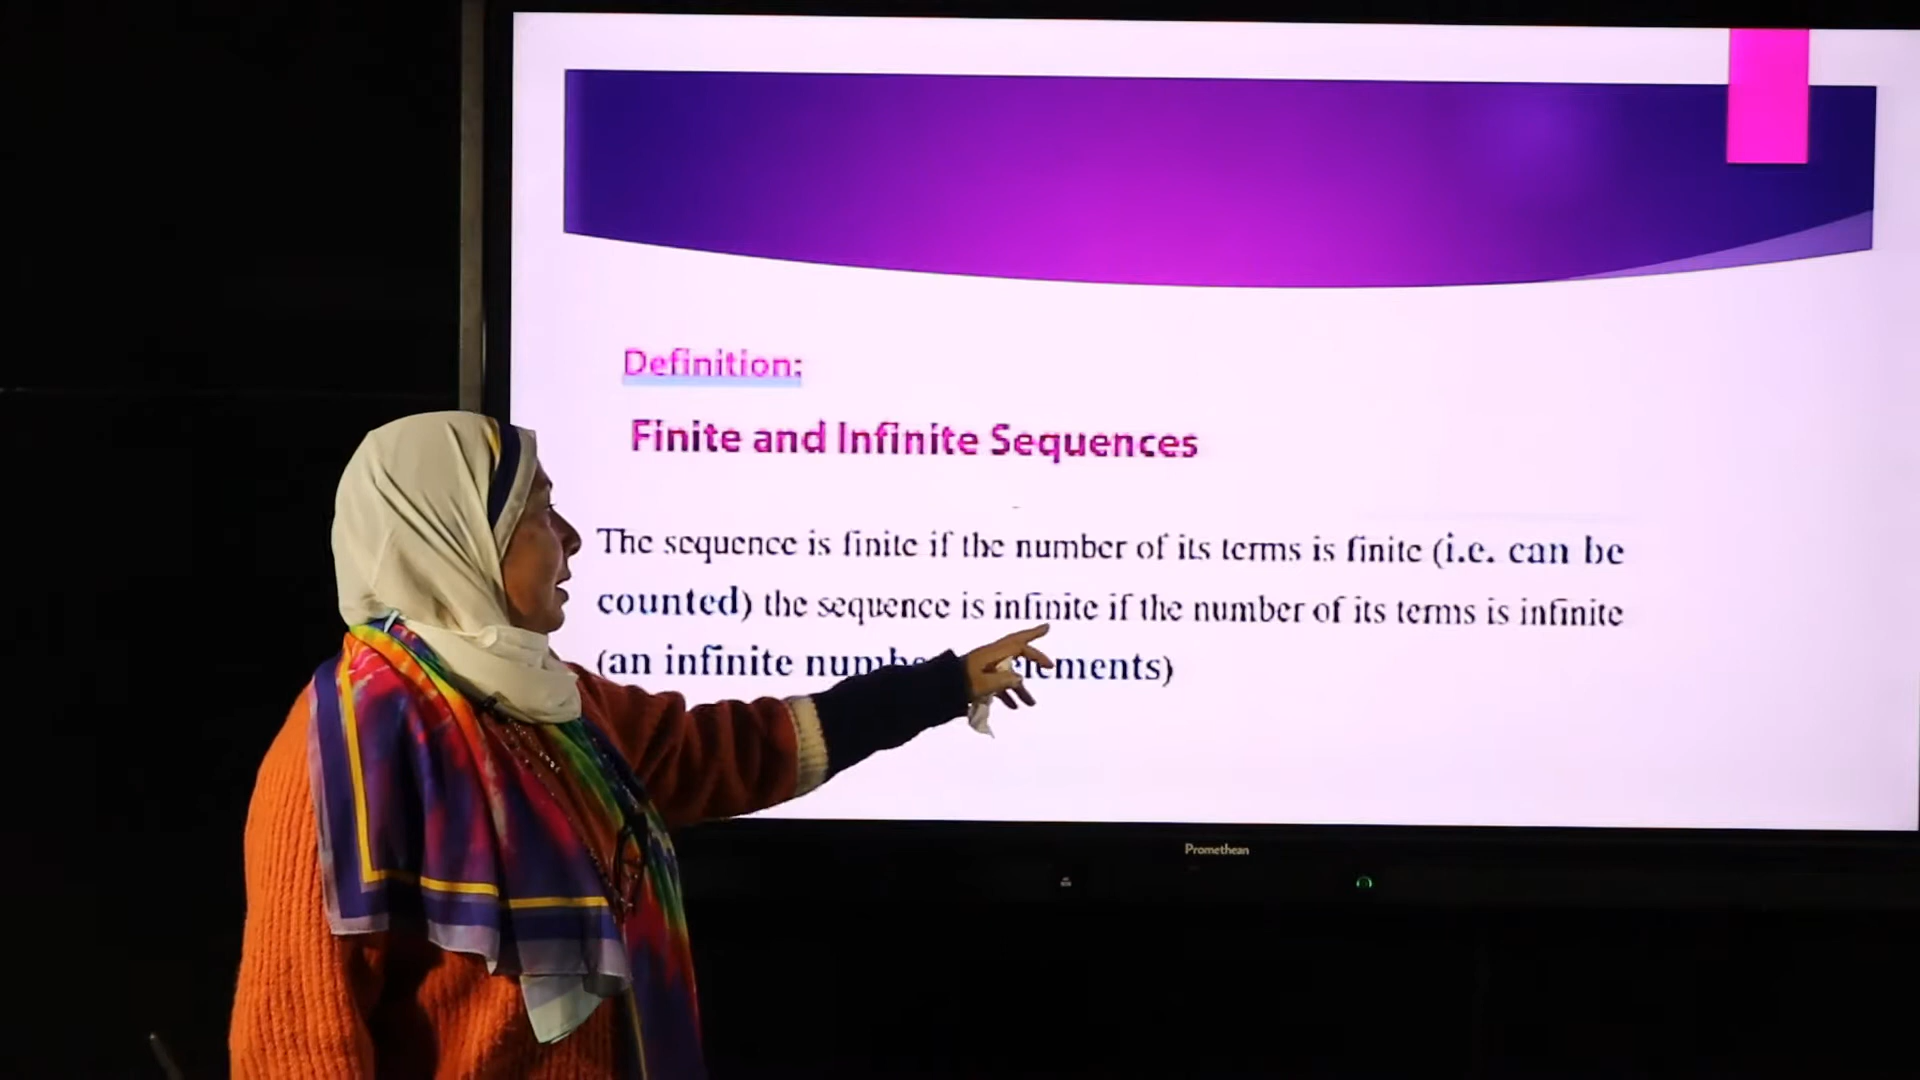 Definition:
Finite and Infinite Sequences
The sequence is finite if the number of its terms is finite (i.e. can be
counted) the sequence is infinite if the number of its terms is infinite
(an infinite elements)
Promethean